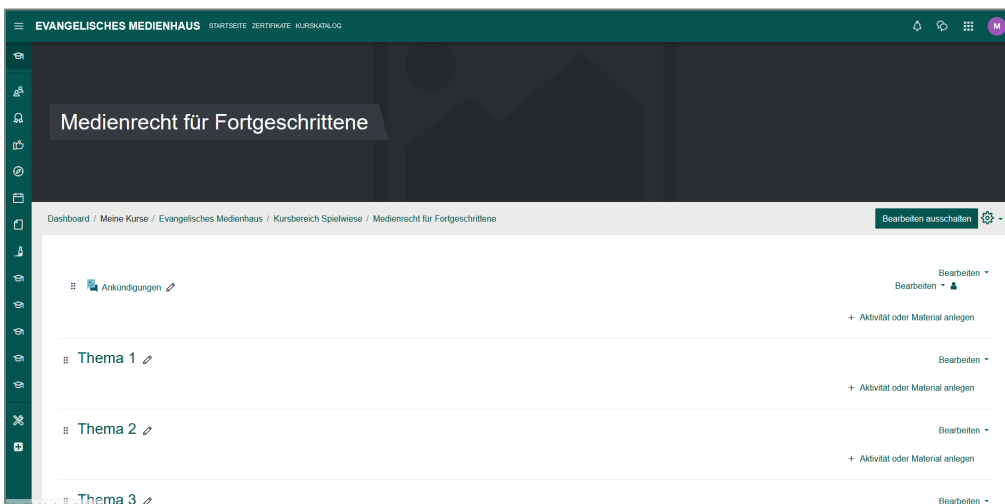 EVANGELISCHES MEDIENHAUS STARTSEITE ZERTIFIKATE KURSKATALOG
M
Medienrecht für Fortgeschrittene
Dashboard / Meine Kurse / Evangelisches Medienhaus / Kursbereich Spielwiese / Medienrecht für Fortgeschrittene
Bearbeiten ausschalten
Bearbeiten
Ankündigungen
Bearbeiten
+ Aktivität oder Material anlegen
Thema 1
Bearbeiten
+ Aktivität oder Material anlegen
Thema 2
Bearbeiten
+ Aktivität oder Material anlegen
Thema 3
Bearbeiten